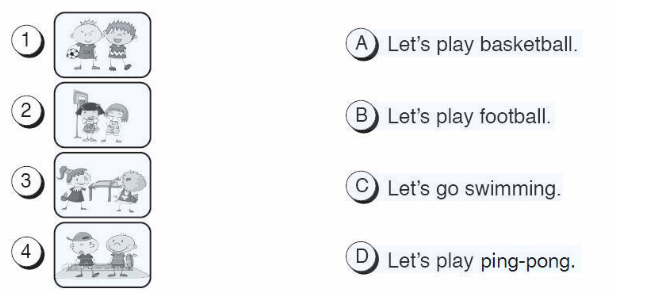 1
A Let's play basketball.
2
B Let's play football.
3
C Let's go swimming.
4
D Let's play ping-pong.